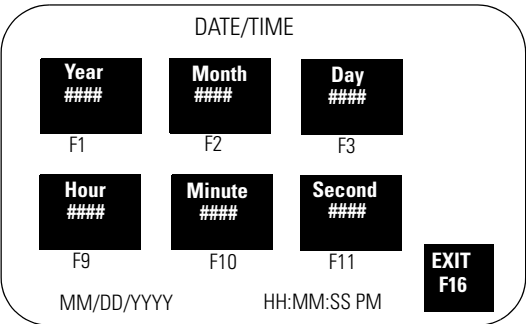 DATE/TIME
Year Month Day
#### #### ####
F1 F2 F3
Hour Minute Second
#### #### ####
F9 F10 F11
EXIT
F16
MM/DD/YYYY HH:MM:SS PM